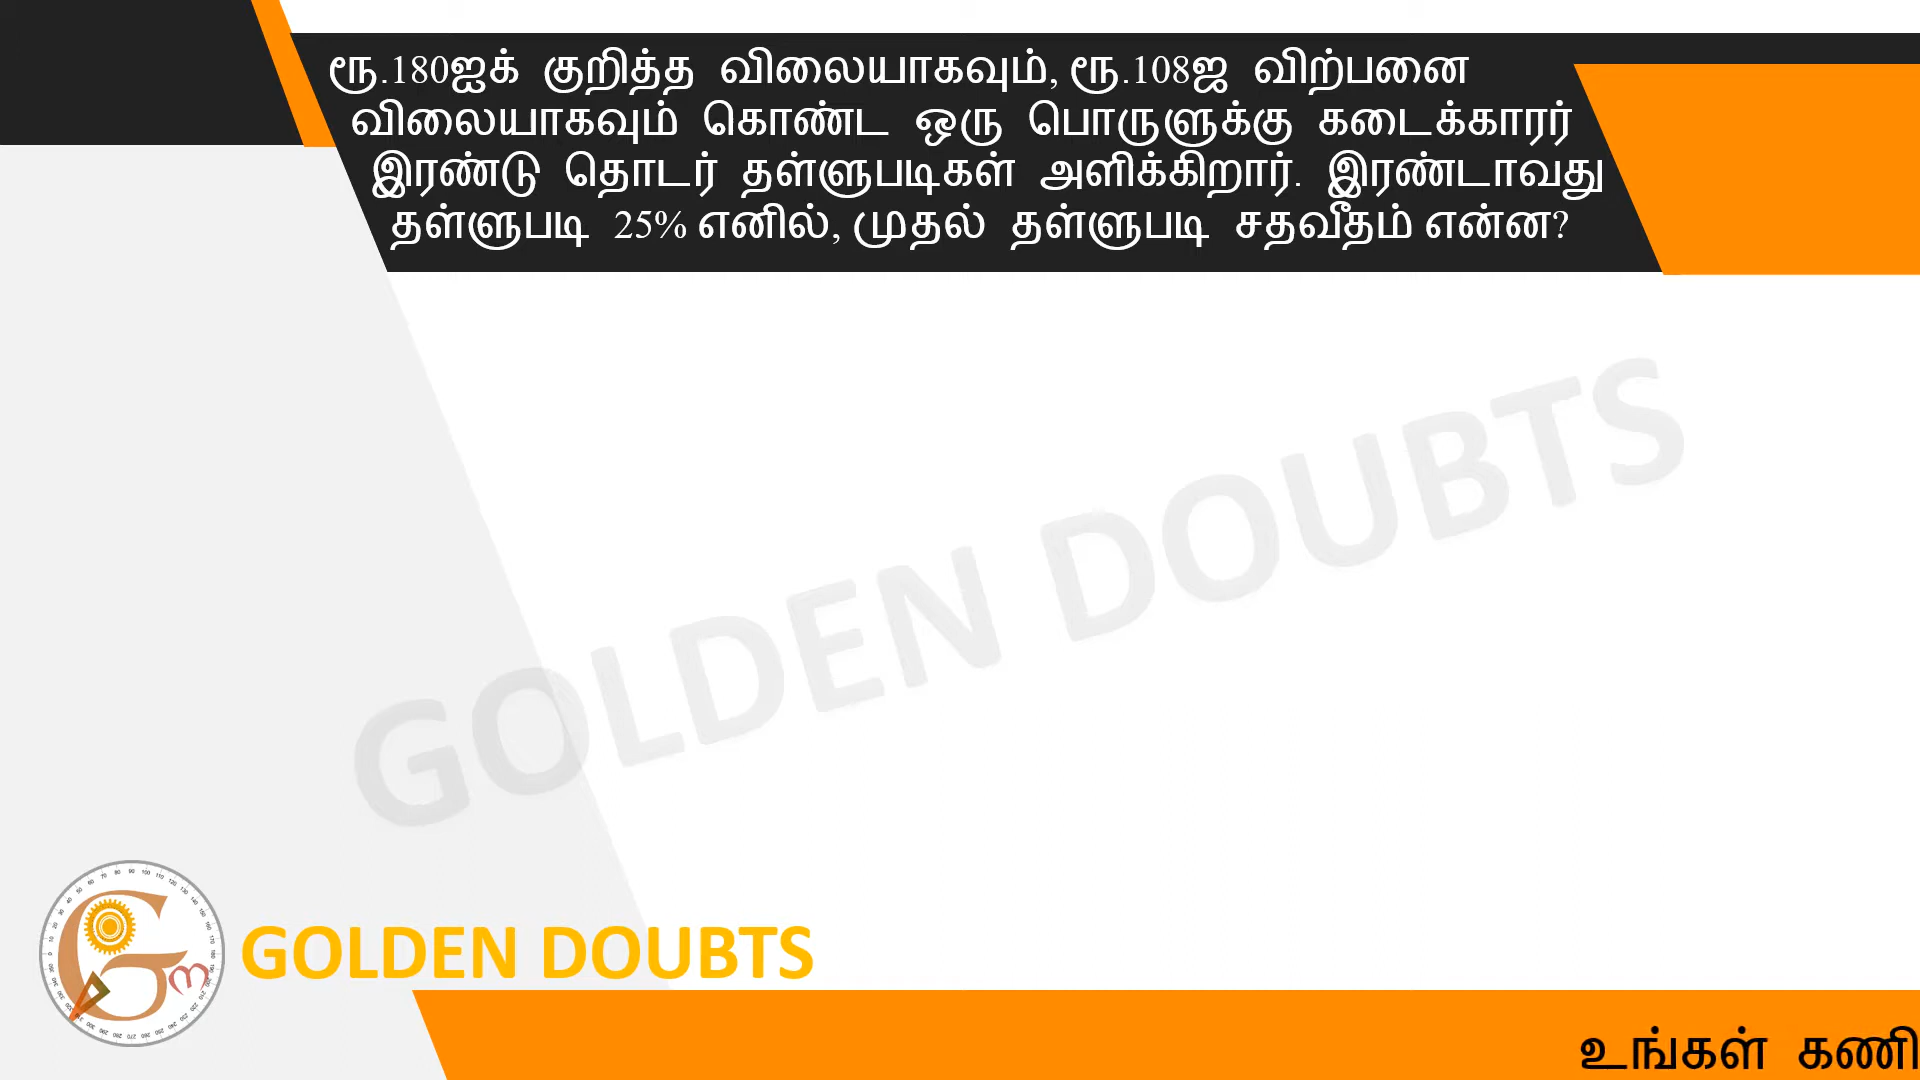 ரூ.180ஐக் குறித்த விலையாகவும், ரூ.108ஐ விற்பனை
விலையாகவும் கொண்ட ஒரு பொருளுக்கு கடைக்காரர்
இரண்டு தொடர் தள்ளுபடிகள் அளிக்கிறார். இரண்டாவது
தள்ளுபடி 25% எனில், முதல் தள்ளுபடி சதவீதம் என்ன?
GOLDEN DOUBTS
GOLDEN DOUBTS
உங்கள் கணி